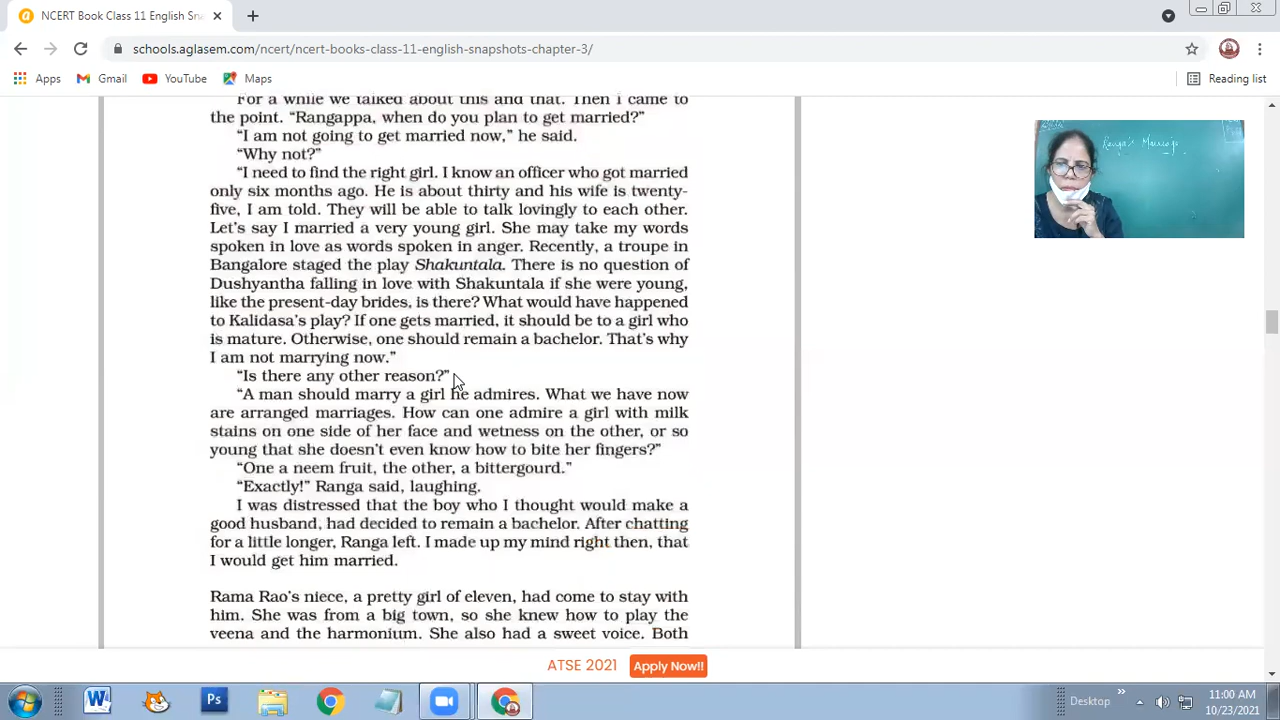 NCERT Book Class 11 English Sna
schools.aglasem.com/ncert/ncert-books-class-11-english-snapshots-chapter-3/
Apps Gmail YouTube Maps Reading list
For a while we talked about this and that. Then I came to
the point. “Rangappa, when do you plan to get married?”
“I am not going to get married now,” he said.
“Why not?”
“I need to find the right girl. I know an officer who got married
only six months ago. He is about thirty and his wife is twenty-
five, I am told. They will be able to talk lovingly to each other.
Let’s say I married a very young girl. She may take my words
spoken in love as words spoken in anger. Recently, a troupe in
Bangalore staged the play Shakuntala. There is no question of
Dushyantha falling in love with Shakuntala if she were young,
like the present-day brides, is there? What would have happened
to Kalidasa’s play? If one gets married, it should be to a girl who
is mature. Otherwise, one should remain a bachelor. That’s why
I am not marrying now.”
“Is there any other reason?”
“A man should marry a girl he admires. What we have now
are arranged marriages. How can one admire a girl with milk
stains on one side of her face and wetness on the other, or so
young that she doesn’t even know how to bite her fingers?”
“One a neem fruit, the other, a bittergourd.”
“Exactly!” Ranga said, laughing.
I was distressed that the boy who I thought would make a
good husband, had decided to remain a bachelor. After chatting
for a little longer, Ranga left. I made up my mind right then, that
I would get him married.
Rama Rao’s niece, a pretty girl of eleven, had come to stay with
him. She was from a big town, so she knew how to play the
veena and the harmonium. She also had a sweet voice. Both
Ranga's Marriage
ATSE 2021 Apply Now!!
W Ps Desktop 11:00 AM
10/23/2021